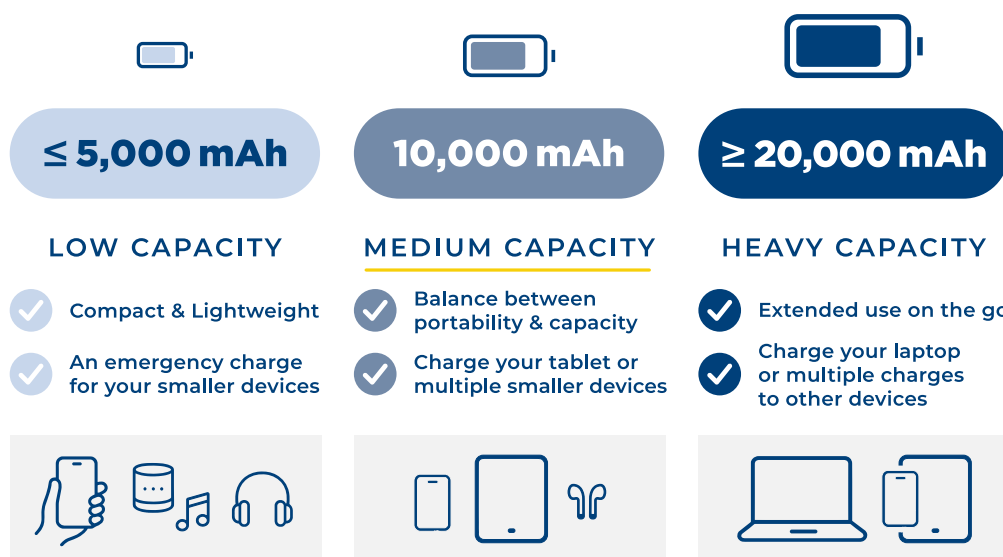 ≤ 5,000 mAh
LOW CAPACITY
Compact & Lightweight
An emergency charge
for your smaller devices
10,000 mAh
MEDIUM CAPACITY
Balance between
portability & capacity
Charge your tablet or
multiple smaller devices
≥ 20,000 mAh
HEAVY CAPACITY
Extended use on the go
Charge your laptop
or multiple charges
to other devices